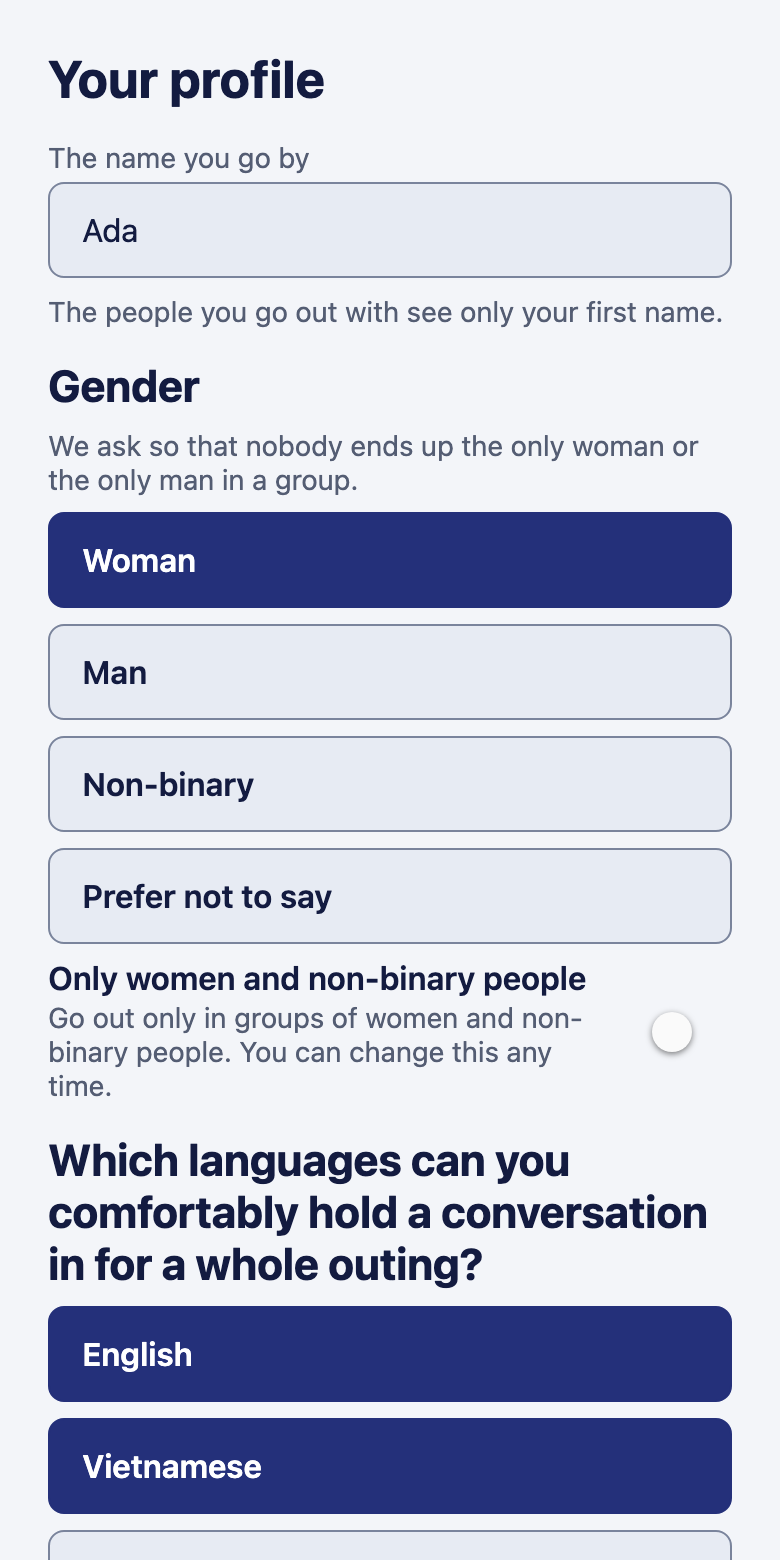 Your profile
The name you go by
Ada
The people you go out with see only your first name.
Gender
We ask so that nobody ends up the only woman or
the only man in a group.
Woman
Man
Non-binary
Prefer not to say
Only women and non-binary people
Go out only in groups of women and non-
binary people. You can change this any
time.
Which languages can you
comfortably hold a conversation
in for a whole outing?
English
Vietnamese